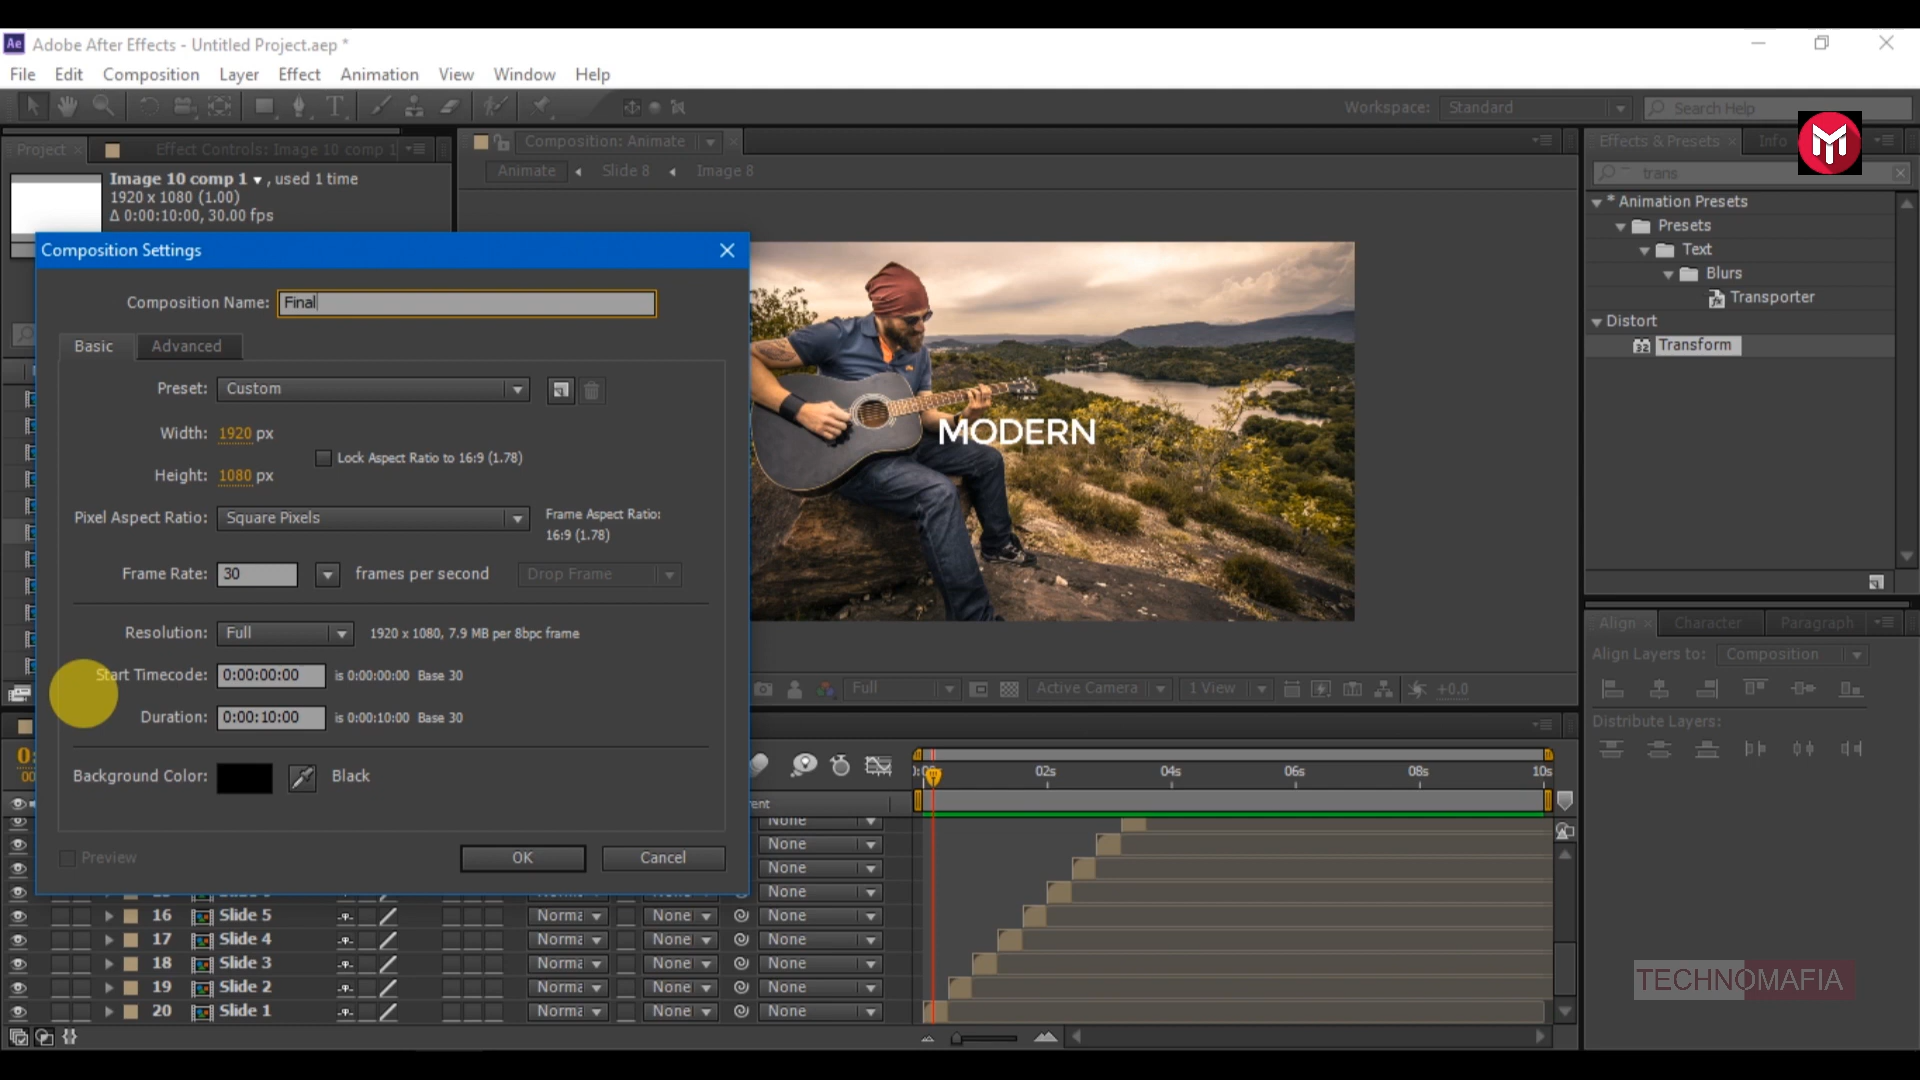 Ae Adobe After Effects - Untitled Project.aep *
File Edit Composition Layer Effect Animation View Window Help
Workspace: Standard Search Help
Project Effect Controls: Image 10 comp 1
Composition: Animate
Effects & Presets Info
Animate Slide 8 Image 8
trans
Image 10 comp 1 , used 1 time
1920 x 1080 (1.00)
Δ 0:00:10:00, 30.00 fps
* Animation Presets
Presets
Text
Blurs
Transporter
Distort
32 Transform
Composition Settings
Composition Name: Final
Basic Advanced
Preset: Custom
Width: 1920 px
Lock Aspect Ratio to 16:9 (1.78)
Height: 1080 px
Pixel Aspect Ratio: Square Pixels
Frame Aspect Ratio:
16:9 (1.78)
Frame Rate: 30 frames per second Drop Frame
Resolution: Full 1920 x 1080, 7.9 MB per 8bpc frame
Start Timecode: 0:00:00:00 is 0:00:00:00 Base 30
Duration: 0:00:10:00 is 0:00:10:00 Base 30
Background Color: Black
Preview
OK Cancel
MODERN
Full Active Camera 1 View +0.0
Align Character Paragraph
Align Layers to: Composition
Distribute Layers:
02s 04s 06s 08s 10s
None
None
None
None
16 Slide 5 Norma None None
17 Slide 4 Norma None None
18 Slide 3 Norma None None
19 Slide 2 Norma None None
20 Slide 1 Norma None None
TECHNOMAFIA